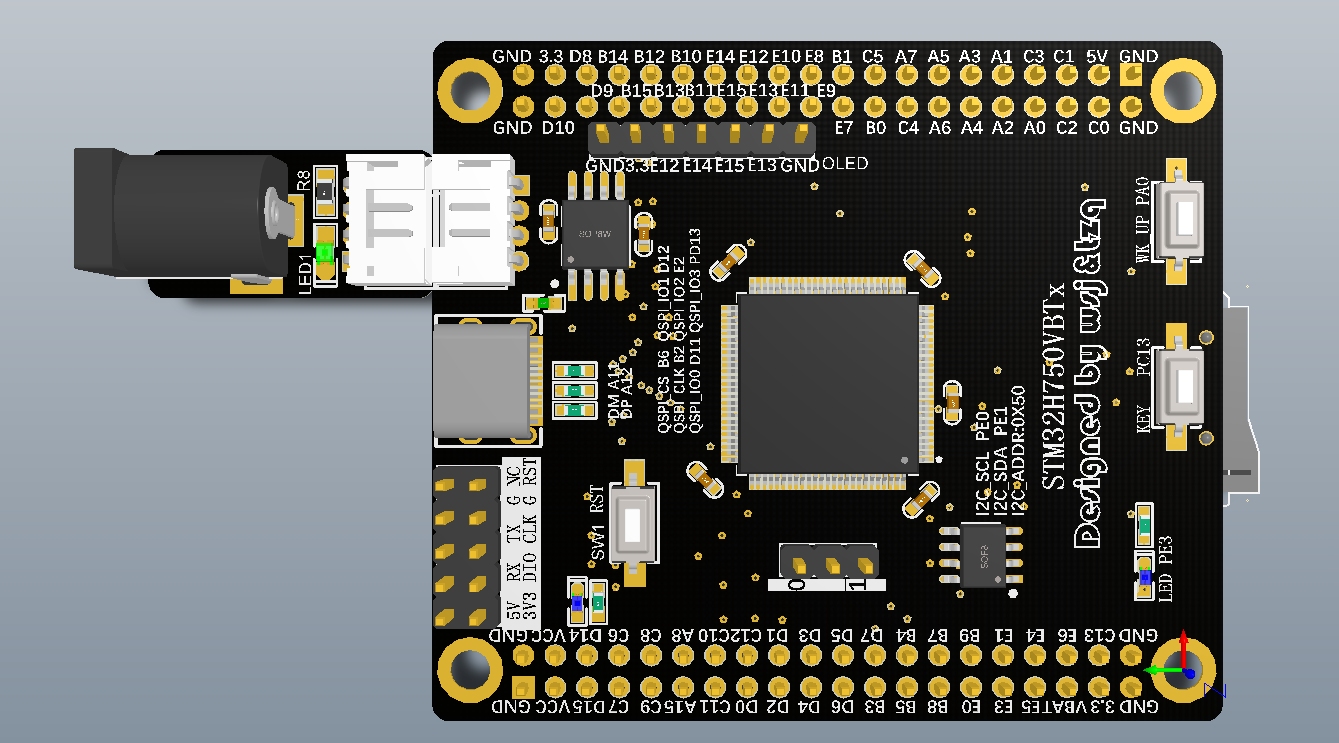 GND 3.3 D8 B14 B12 B10 E14 E12 E10 E8 B1 C5 A7 A5 A3 A1 C3 C1 5V GND
D9 B15 B13 B11 E15 E13 E11 E9
GND D10 E7 B0 C4 A6 A4 A2 A0 C2 C0 GND
GND 3.3 E12 E14 E15 E13 GND OLED
R8
LED1
SOP8L
QSPI_CS B6 QSPI_IO1 D12
QSPI_CLK B2 QSPI_IO2 E2
QSPI_IO0 D11 QSPI_IO3 PD13
DP A12
WK_UP PA0
KEY PC13
STM32H750VBTx
Designed by wsj &tzq
I2C_SCL PE0
I2C_SDA PE1
I2C_ADDR:0X50
5V RX TX G NC
3V3 DIO CLK G RST
SW1 RST
0 1
LED PE3
GND VCC D14 C6 C8 A8 C10 C12 D1 D3 D5 D7 B4 B7 B9 E1 E4 E6 C13 GND
GND VCC D15 C7 C9 A15 C11 D0 D2 D4 D6 B3 B5 B8 E0 E3 E5 VBAT 3.3V GND